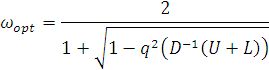 ω_opt = 2 / (1 + √(1 − q²(D⁻¹(U + L))))